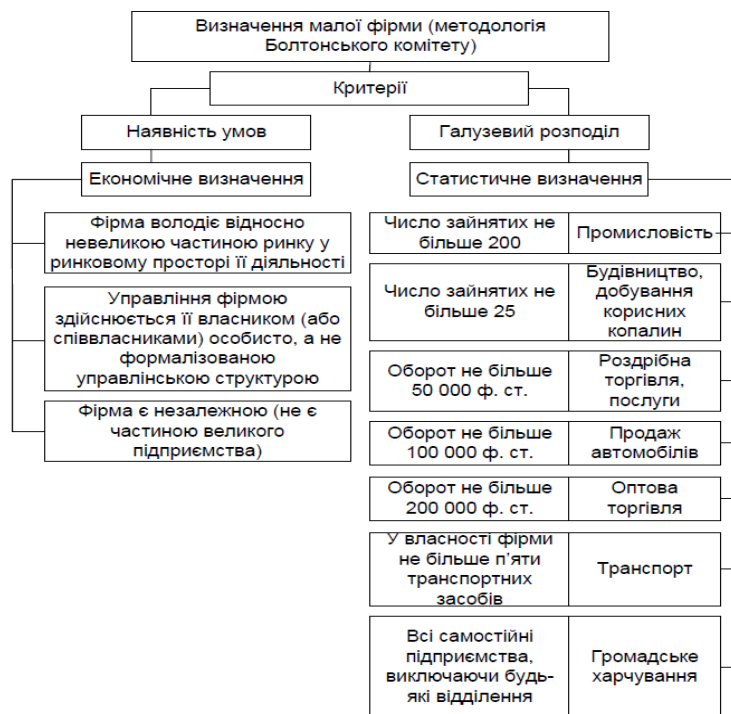 Визначення малої фірми (методологія
Болтонського комітету)
Критерії
Наявність умов
Галузевий розподіл
Економічне визначення
Статистичне визначення
Фірма володіє відносно
невеликою частиною ринку у
ринковому просторі її діяльності
Управління фірмою
здійснюється її власником (або
співвласниками) особисто, а не
формалізованою
управлінською структурою
Фірма є незалежною (не є
частиною великого
підприємства)
Число зайнятих не
більше 200
Промисловість
Число зайнятих не
більше 25
Будівництво,
добування
корисних
копалин
Оборот не більше
50 000 ф. ст.
Роздрібна
торгівля,
послуги
Оборот не більше
100 000 ф. ст.
Продаж
автомобілів
Оборот не більше
200 000 ф. ст.
Оптова
торгівля
У власності фірми
не більше п'яти
транспортних
засобів
Транспорт
Всі самостійні
підприємства,
виключаючи будь-
які відділення
Громадське
харчування